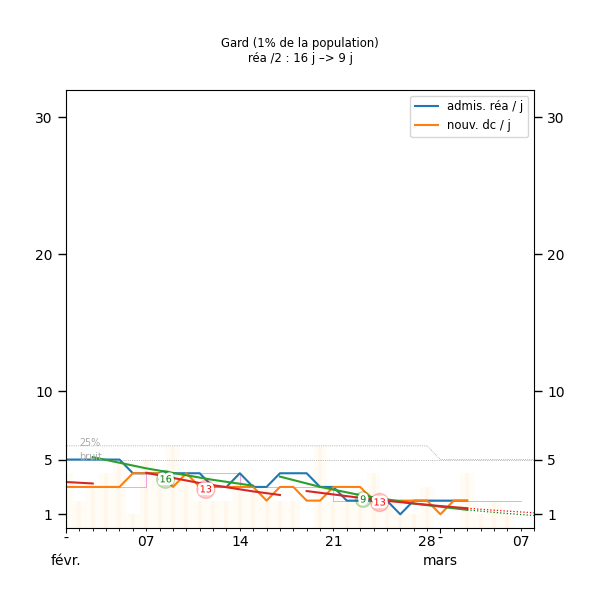 Gard (1% de la population)
réa /2 : 16 j –> 9 j
admis. réa / j
nouv. dc / j
30 30
20 20
10 10
25%
bruit
5 5
16 13 9 13
1 1
- 07 14 21 28 - 07
févr. mars